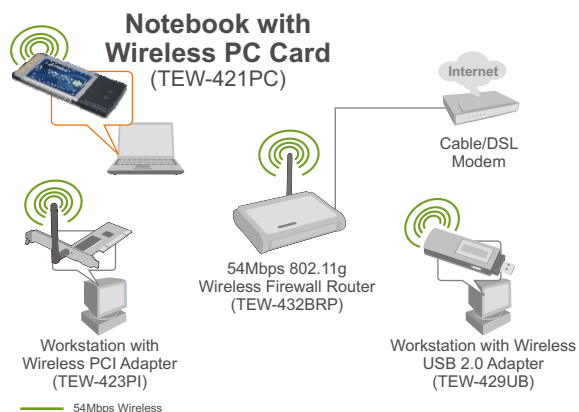 Notebook with
Wireless PC Card
(TEW-421PC)
Internet
Cable/DSL
Modem
54Mbps 802.11g
Wireless Firewall Router
(TEW-432BRP)
Workstation with
Wireless PCI Adapter
(TEW-423PI)
Workstation with Wireless
USB 2.0 Adapter
(TEW-429UB)
54Mbps Wireless